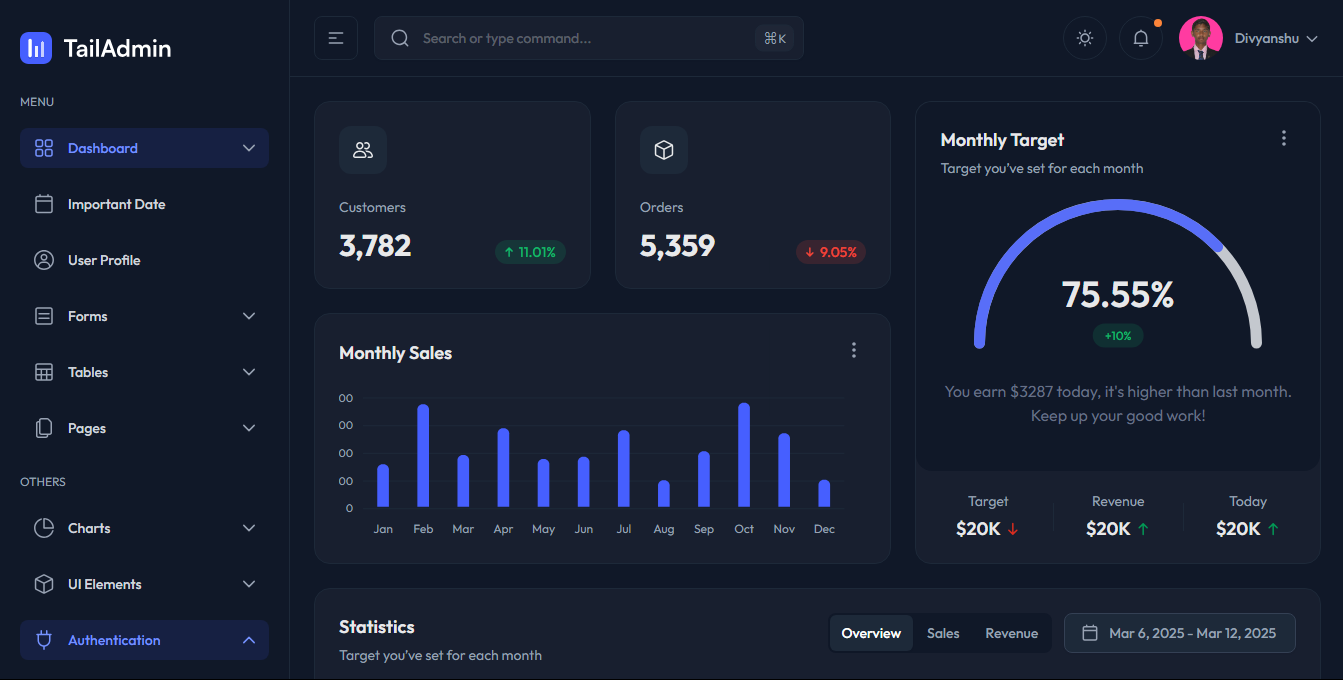 TailAdmin
MENU
Dashboard
Important Date
User Profile
Forms
Tables
Pages
OTHERS
Charts
UI Elements
Authentication
Search or type command...
⌘K
Divyanshu
Customers
3,782
↑ 11.01%
Orders
5,359
↓ 9.05%
Monthly Sales
00
00
00
00
0
Jan Feb Mar Apr May Jun Jul Aug Sep Oct Nov Dec
Monthly Target
Target you've set for each month
75.55%
+10%
You earn $3287 today, it's higher than last month.
Keep up your good work!
Target
$20K ↓
Revenue
$20K ↑
Today
$20K ↑
Statistics
Target you've set for each month
Overview Sales Revenue
Mar 6, 2025 - Mar 12, 2025